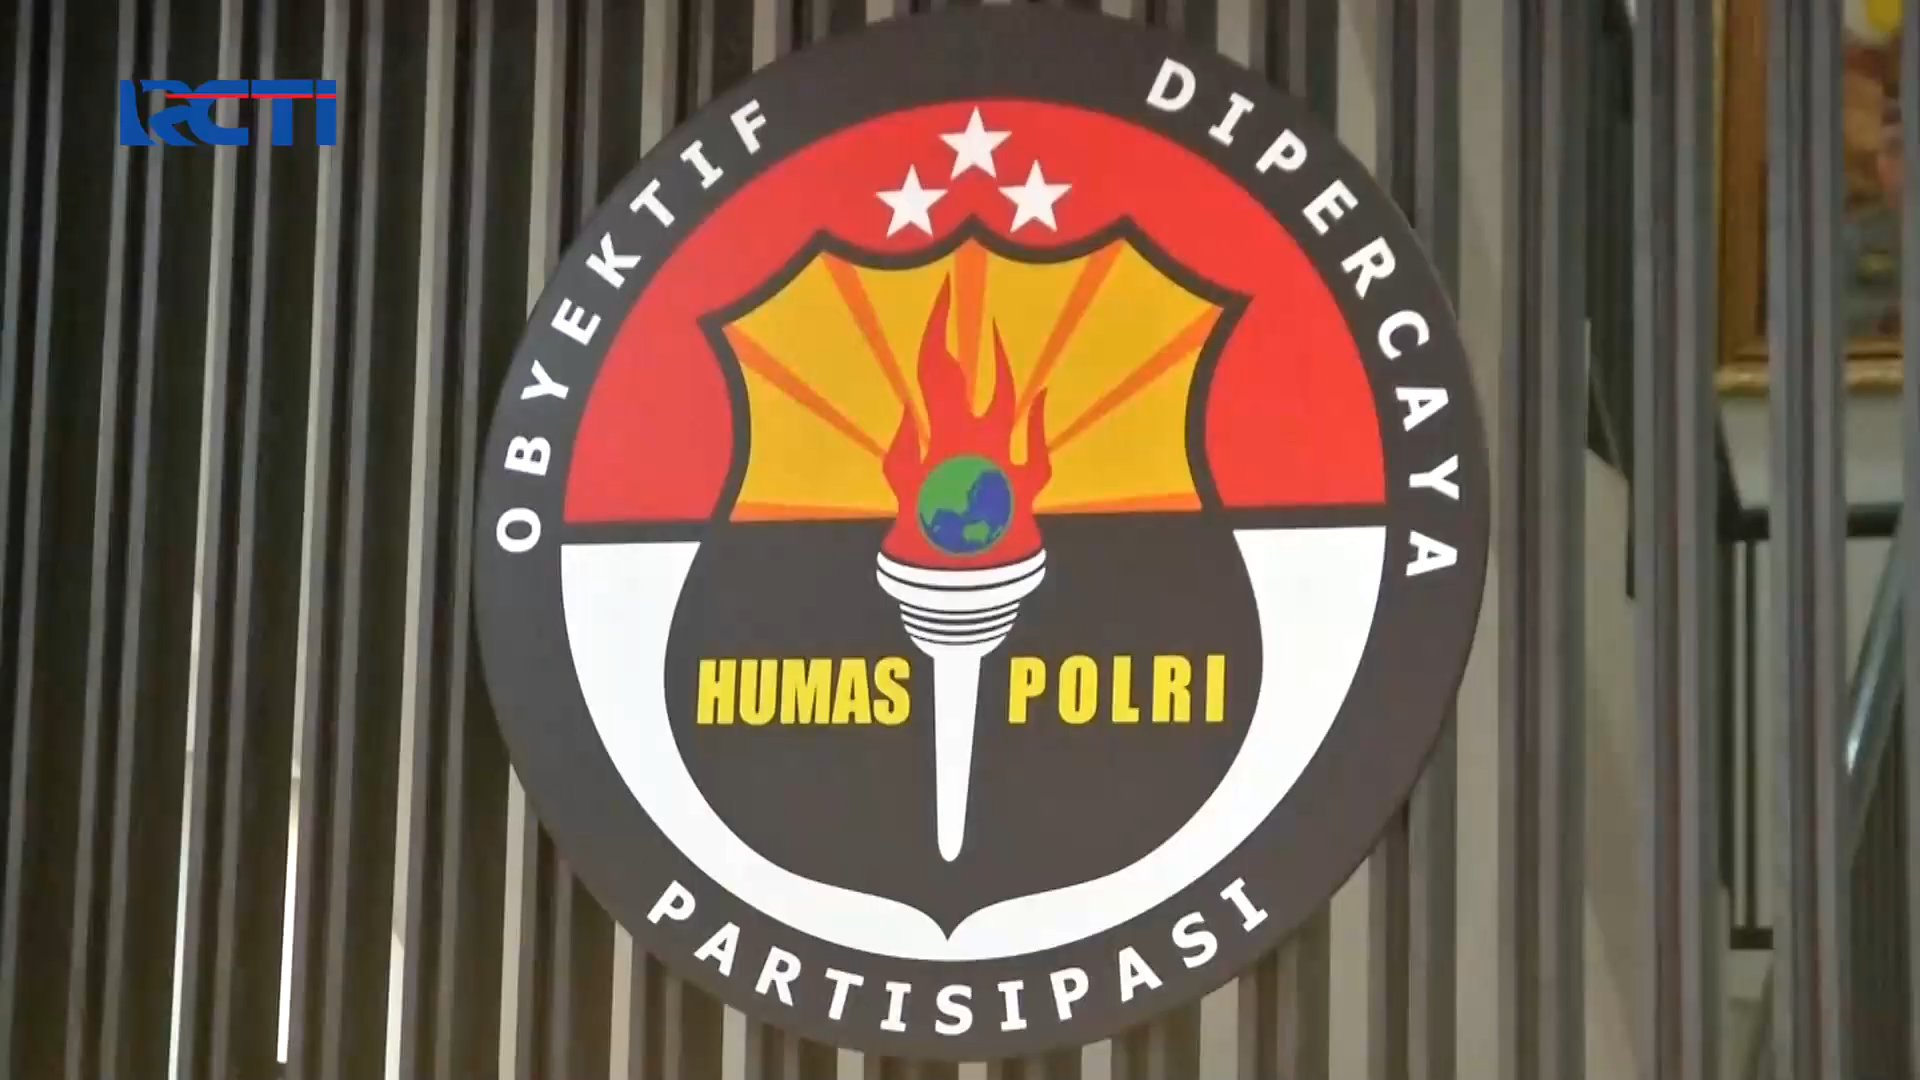 RCTI
OBYEKTIF
DIPERCAYA
HUMAS POLRI
PARTISIPASI